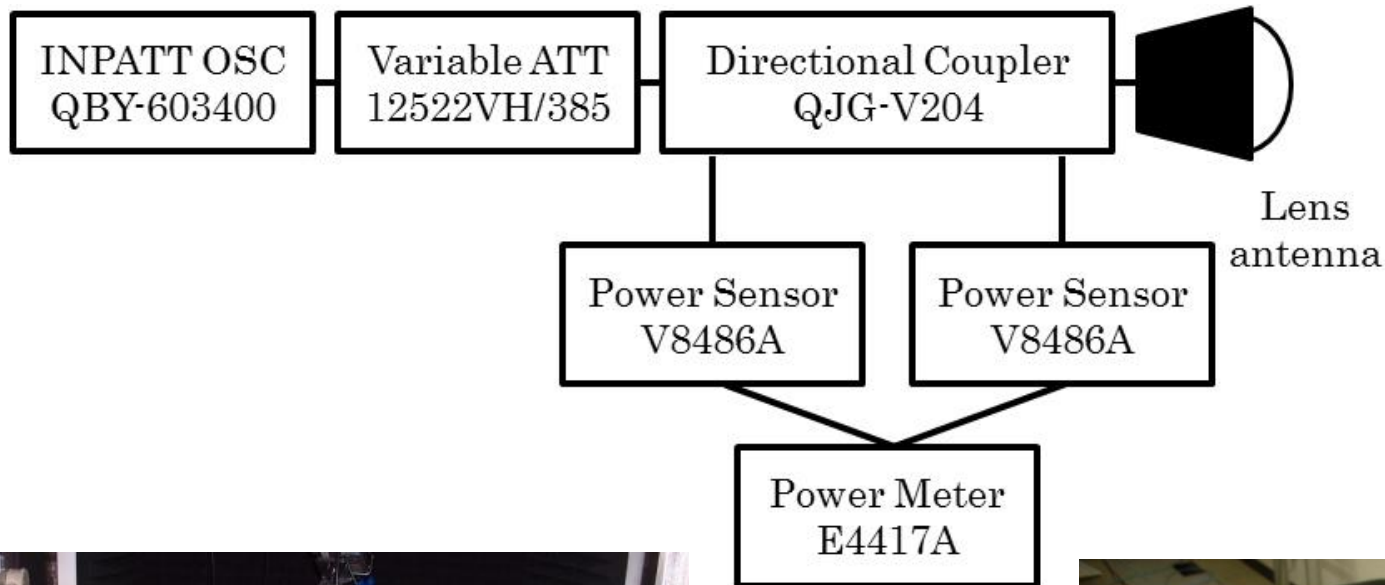 INPATT OSC
QBY-603400
Variable ATT
12522VH/385
Directional Coupler
QJG-V204
Lens
antenna
Power Sensor
V8486A
Power Sensor
V8486A
Power Meter
E4417A